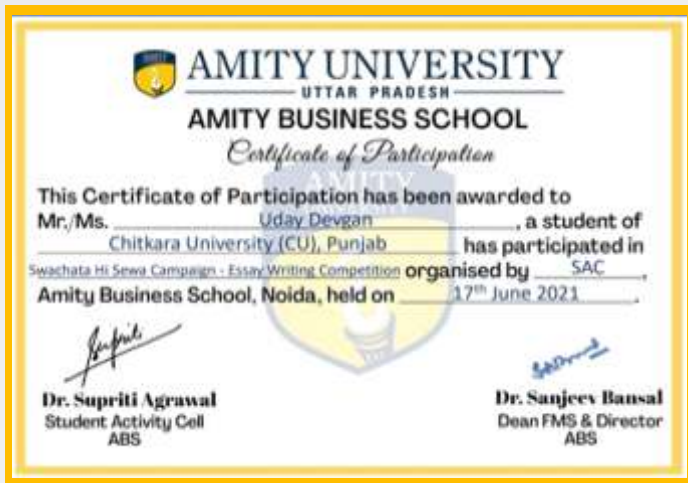 AMITY UNIVERSITY
UTTAR PRADESH
AMITY BUSINESS SCHOOL
Certificate of Participation
This Certificate of Participation has been awarded to
Mr./Ms. Uday Devgan, a student of
Chitkara University (CU), Punjab has participated in
Swachata Hi Sewa Campaign - Essay Writing Competition organised by SAC,
Amity Business School, Noida, held on 17th June 2021.
Dr. Supriti Agrawal
Student Activity Cell
ABS
Dr. Sanjeev Bansal
Dean FMS & Director
ABS